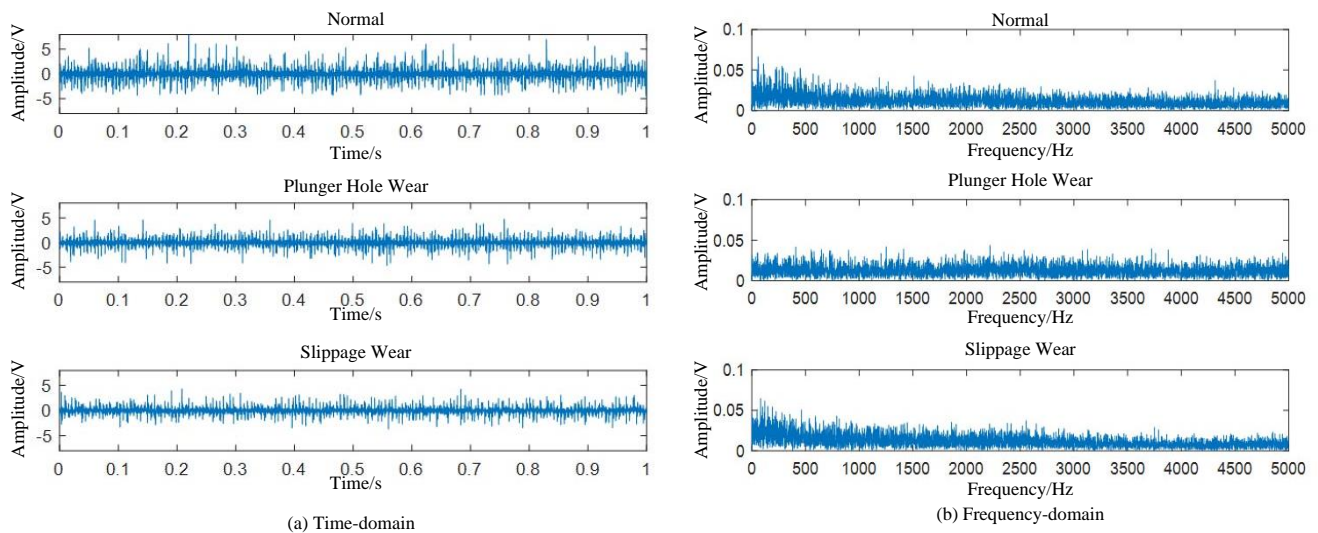 Normal
Amplitude/V
5
0
-5
0 0.1 0.2 0.3 0.4 0.5 0.6 0.7 0.8 0.9 1
Time/s
Plunger Hole Wear
Amplitude/V
5
0
-5
0 0.1 0.2 0.3 0.4 0.5 0.6 0.7 0.8 0.9 1
Time/s
Slippage Wear
Amplitude/V
5
0
-5
0 0.1 0.2 0.3 0.4 0.5 0.6 0.7 0.8 0.9 1
Time/s
(a) Time-domain
Normal
Amplitude/V
0.1
0.05
0
0 500 1000 1500 2000 2500 3000 3500 4000 4500 5000
Frequency/Hz
Plunger Hole Wear
Amplitude/V
0.1
0.05
0
0 500 1000 1500 2000 2500 3000 3500 4000 4500 5000
Frequency/Hz
Slippage Wear
Amplitude/V
0.1
0.05
0
0 500 1000 1500 2000 2500 3000 3500 4000 4500 5000
Frequency/Hz
(b) Frequency-domain